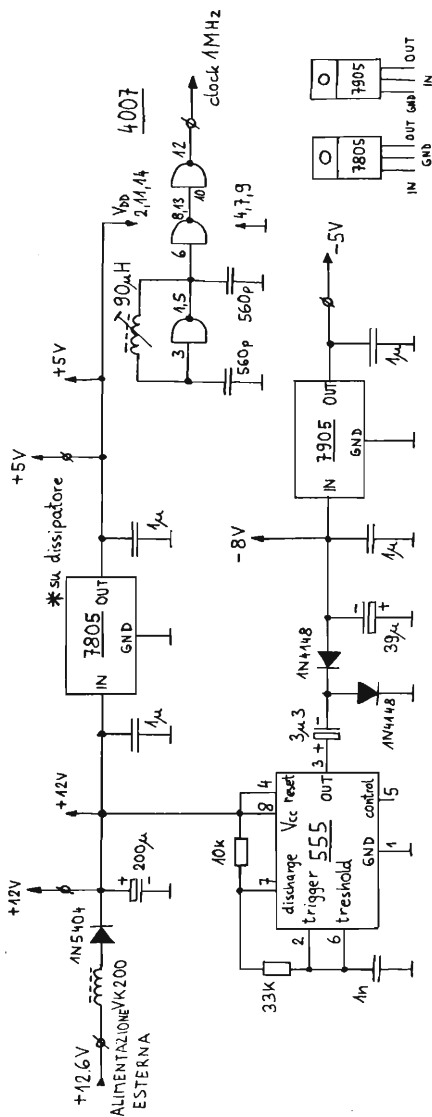 +12.6V
ALIMENTAZIONE
ESTERNA
VK200
1N5404
+12V
200µ
+
-
+12V
1µ
IN
7805
OUT
GND
* su dissipatore
1µ
+5V
+5V
VDD
2,11,14
4007
90µH
3
1,5
560p
560p
6
8,13
10
12
4,7,9
clock 1MHz
33K
10k
1n
2
6
7
8
4
discharge
Vcc
reset
trigger
555
treshold
OUT
GND
control
1
5
3
+
-
3µ3
1N4148
1N4148
-
+
39µ
-8V
1µ
IN
7905
OUT
GND
1µ
-5V
7805
IN
GND
OUT
7905
GND
IN
OUT